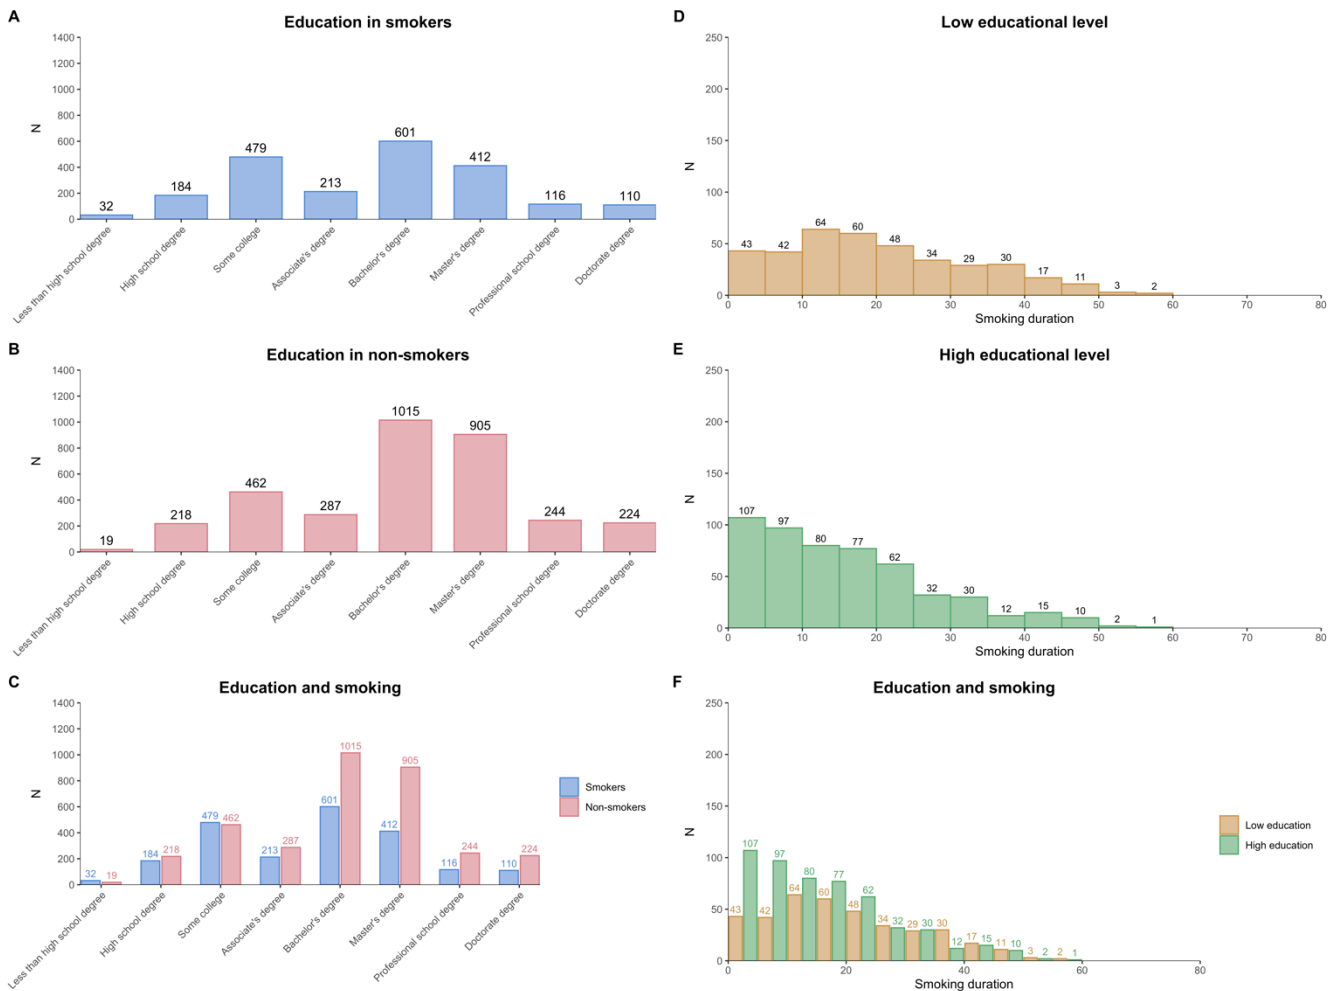 A
Education in smokers
1400
1200
1000
800
600
400
200
0
N
32
184
479
213
601
412
116
110
Less than high school degree
High school degree
Some college
Associate's degree
Bachelor's degree
Master's degree
Professional school degree
Doctorate degree
B
Education in non-smokers
1400
1200
1000
800
600
400
200
0
N
19
218
462
287
1015
905
244
224
Less than high school degree
High school degree
Some college
Associate's degree
Bachelor's degree
Master's degree
Professional school degree
Doctorate degree
C
Education and smoking
1400
1200
1000
800
600
400
200
0
N
32
19
184
218
479
462
213
287
601
1015
412
905
116
244
110
224
Less than high school degree
High school degree
Some college
Associate's degree
Bachelor's degree
Master's degree
Professional school degree
Doctorate degree
Smokers
Non-smokers
D
Low educational level
250
200
150
100
50
0
N
43
42
64
60
48
34
29
30
17
11
3
2
0 10 20 30 40 50 60 70 80
Smoking duration
E
High educational level
250
200
150
100
50
0
N
107
97
80
77
62
32
30
12
15
10
2
1
0 10 20 30 40 50 60 70 80
Smoking duration
F
Education and smoking
250
200
150
100
50
0
N
43
107
42
97
64
80
60
77
48
62
34
32
29
30
30
12
17
15
11
10
3
2
2
1
0 20 40 60 80
Smoking duration
Low education
High education